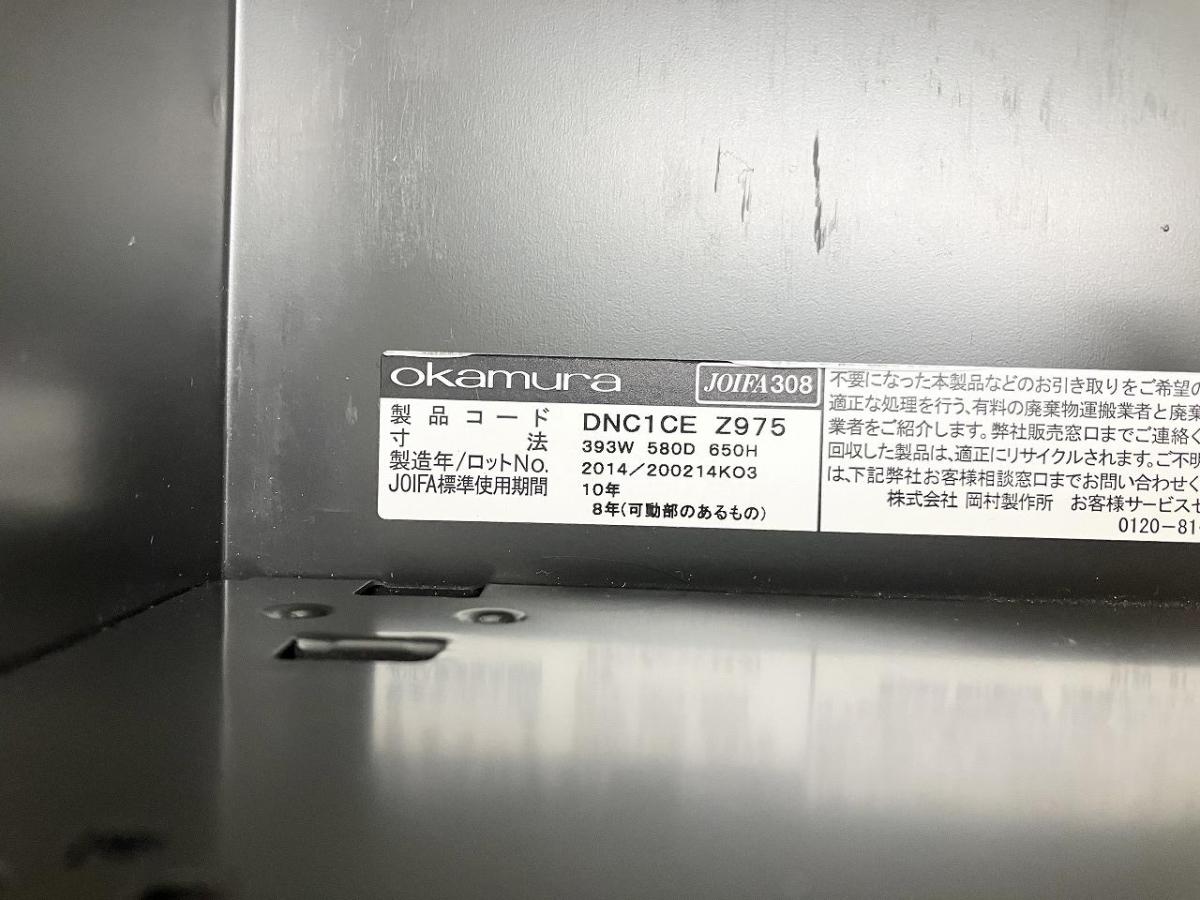 okamura JOIFA308
製品コード DNC1CE Z975
寸法 393W 580D 650H
製造年/ロットNo. 2014/200214K03
JOIFA標準使用期間 10年
8年(可動部のあるもの)
不要になった本製品などのお引き取りをご希望の
適正な処理を行う、有料の廃棄物運搬業者と廃棄
業者をご紹介します。弊社販売窓口までご連絡く
回収した製品は、適正にリサイクルされます。ご不明
は、下記弊社お客様相談窓口までお問い合わせく
株式会社 岡村製作所 お客様サービスセ
0120-81